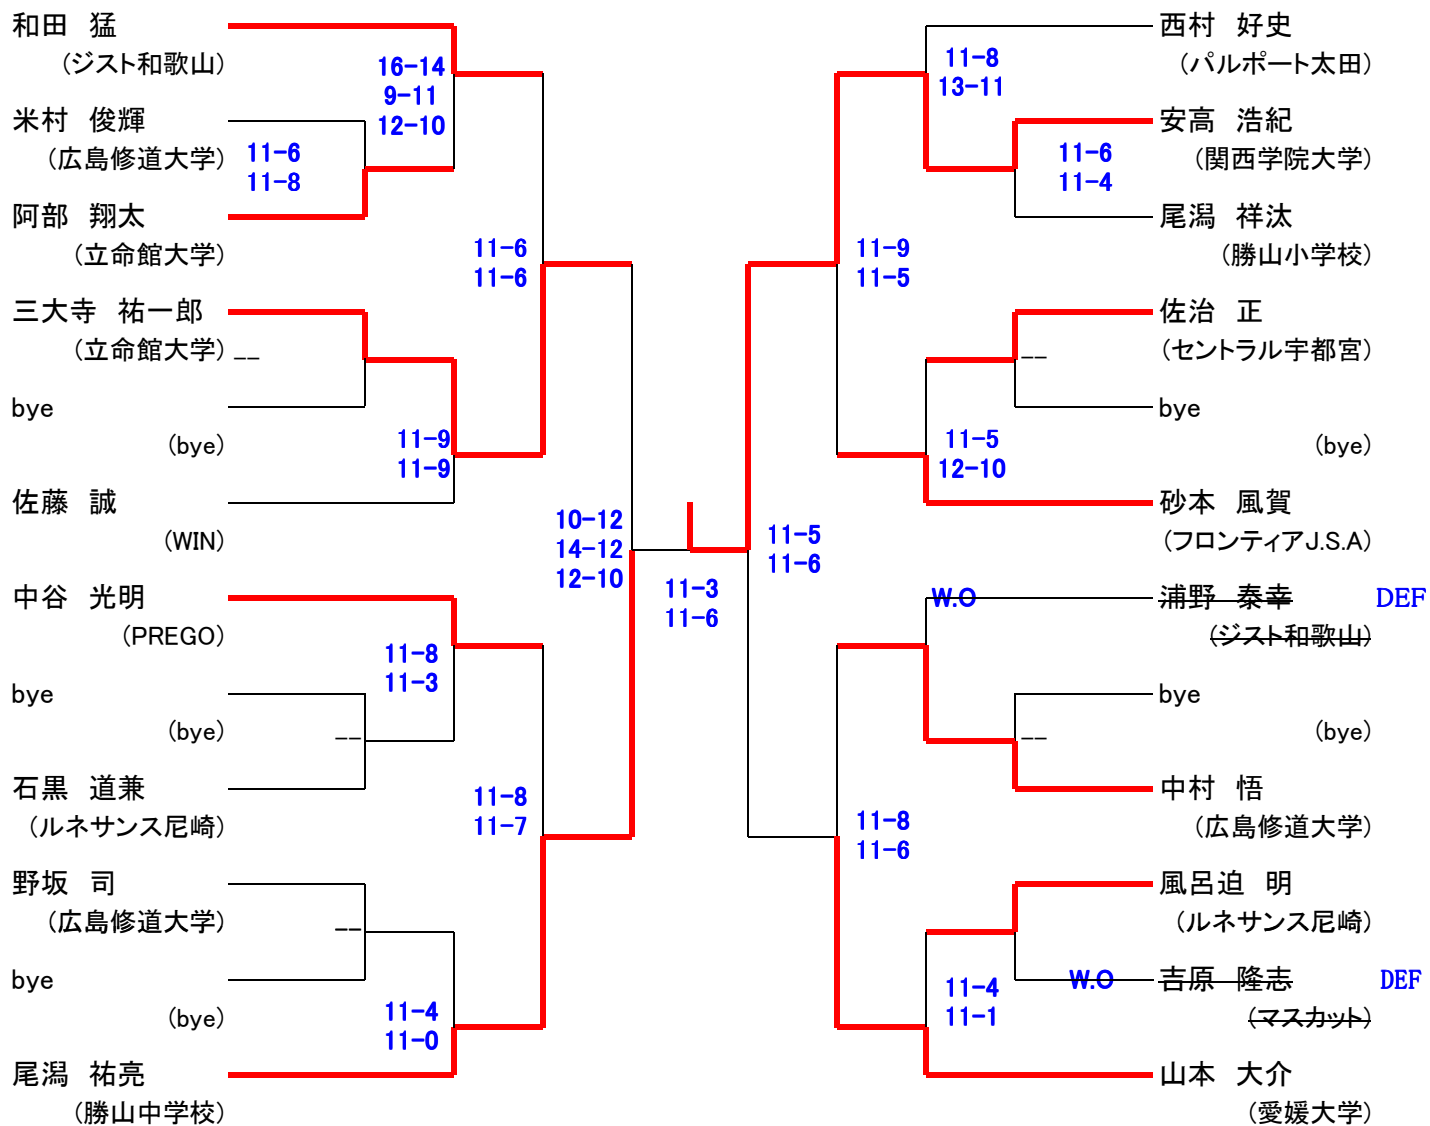 和田　猛
(ジスト和歌山)
16-14
9-11
12-10
米村　俊輝
(広島修道大学)
11-6
11-8
阿部　翔太
(立命館大学)
11-6
11-6
三大寺　祐一郎
(立命館大学)
__
bye
(bye)
11-9
11-9
佐藤　誠
(WIN)
10-12
14-12
12-10
中谷　光明
(PREGO)
11-8
11-3
bye
(bye)
__
石黒　道兼
(ルネサンス尼崎)
11-8
11-7
野坂　司
(広島修道大学)
__
bye
(bye)
11-4
11-0
尾潟　祐亮
(勝山中学校)
11-3
11-6
西村　好史
(パルポート太田)
11-8
13-11
安高　浩紀
(関西学院大学)
11-6
11-4
尾潟　祥汰
(勝山小学校)
11-9
11-5
佐治　正
(セントラル宇都宮)
__
bye
(bye)
11-5
12-10
砂本　風賀
(フロンティアJ.S.A)
11-5
11-6
W.O
浦野　泰幸　DEF
(ジスト和歌山)
bye
(bye)
__
中村　悟
(広島修道大学)
11-8
11-6
風呂迫　明
(ルネサンス尼崎)
W.O
吉原　隆志　DEF
(マスカット)
11-4
11-1
山本　大介
(愛媛大学)